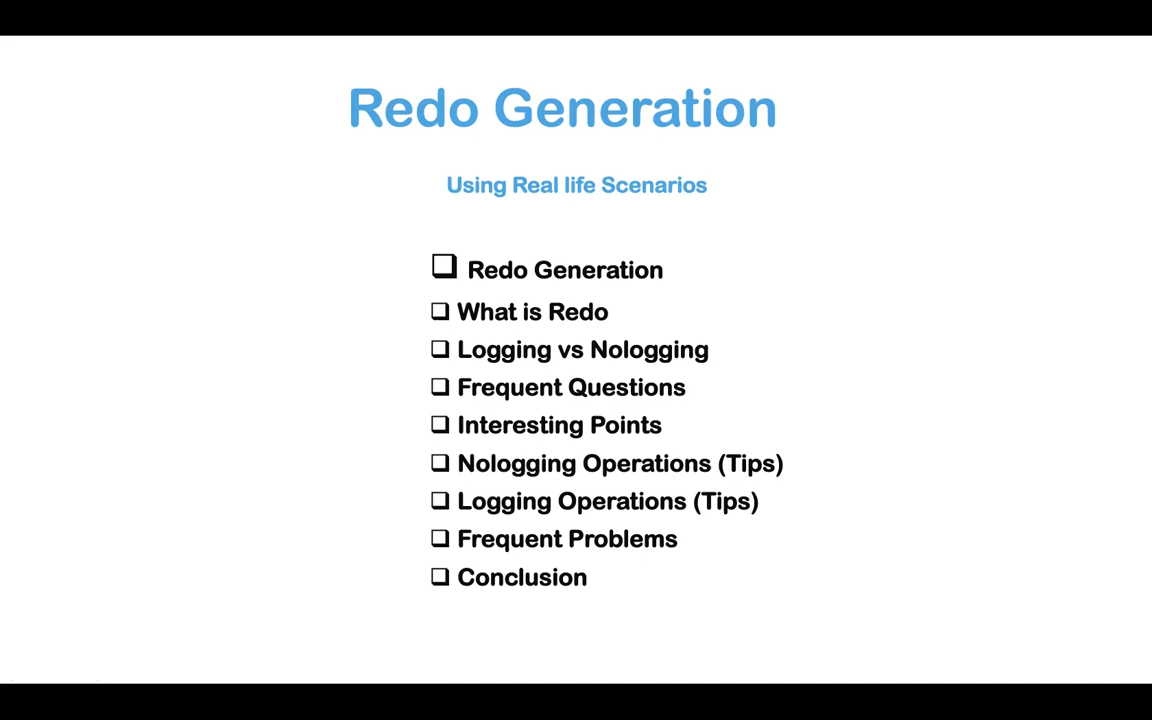 Redo Generation
Using Real life Scenarios
Redo Generation
What is Redo
Logging vs Nologging
Frequent Questions
Interesting Points
Nologging Operations (Tips)
Logging Operations (Tips)
Frequent Problems
Conclusion